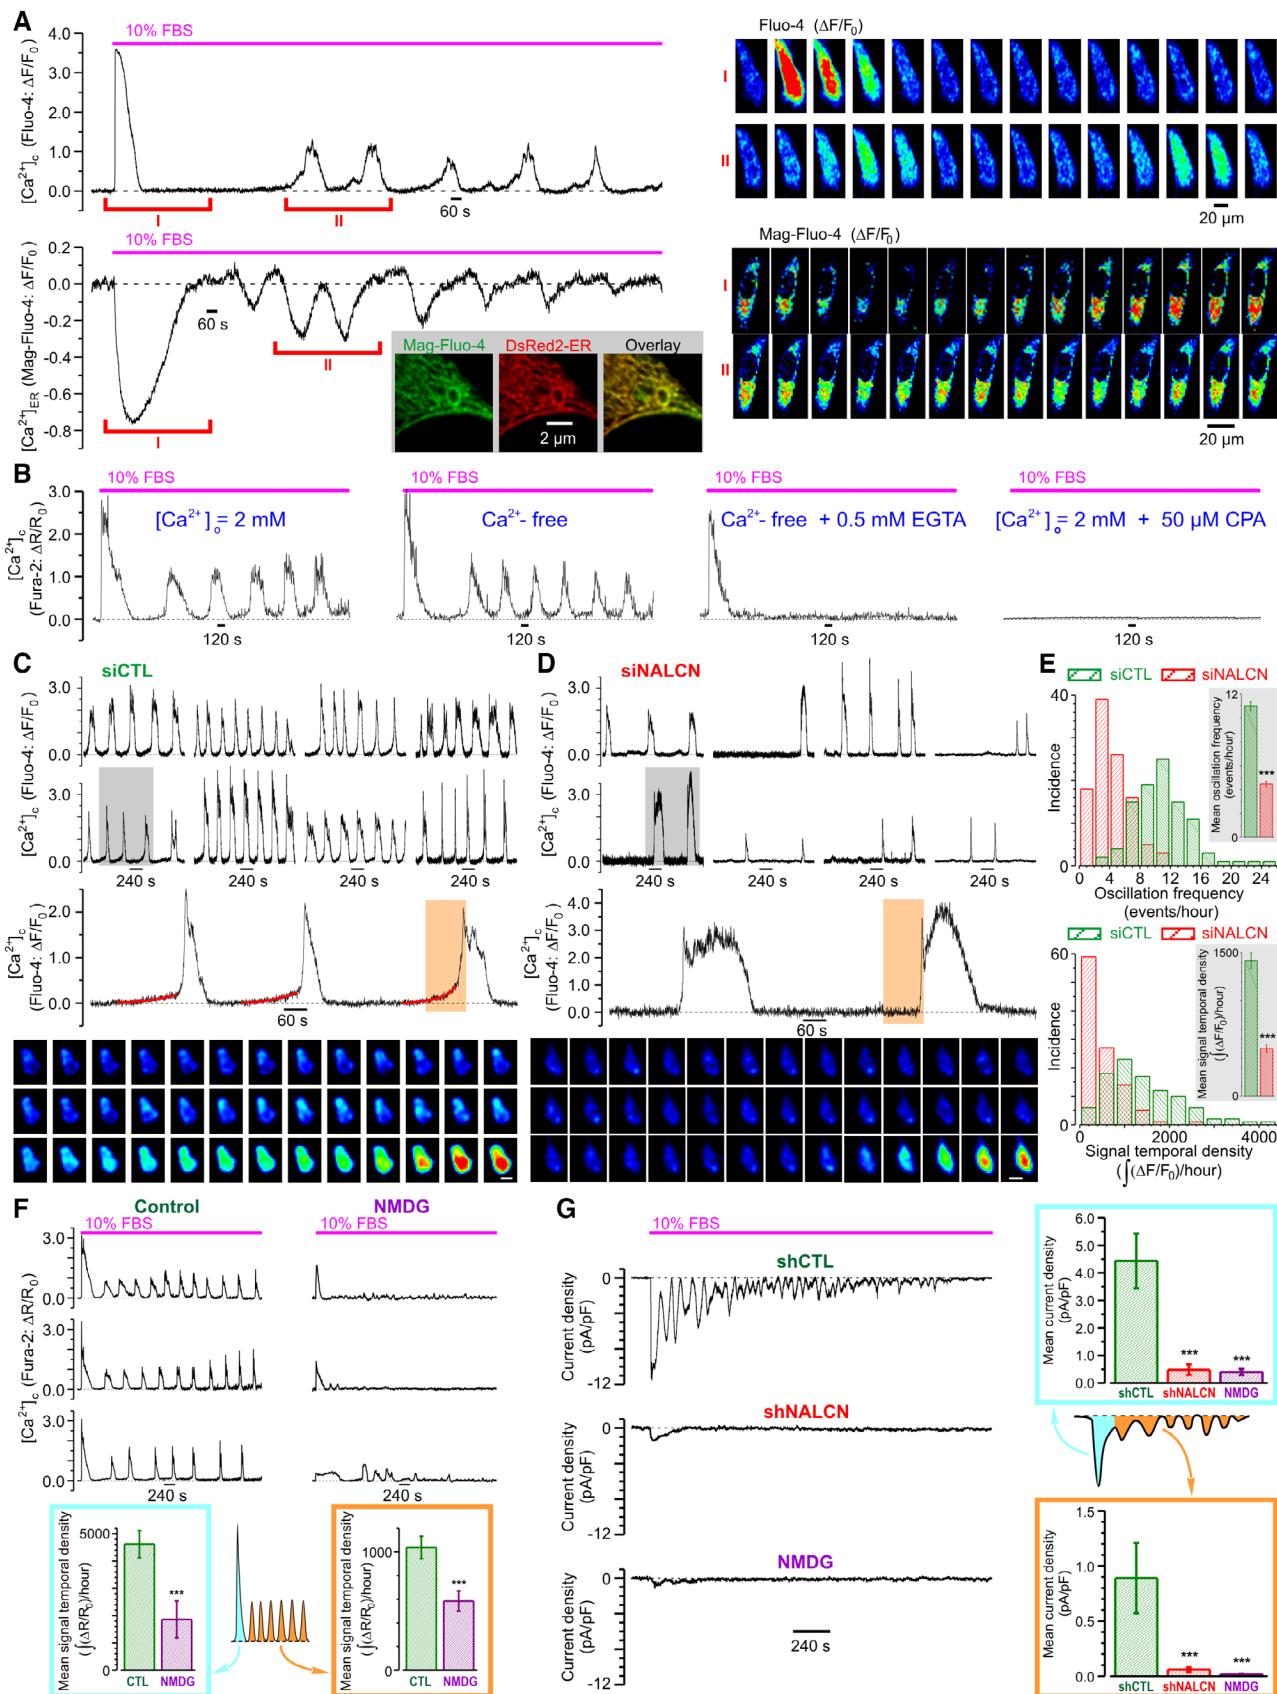 A
10% FBS
[Ca²⁺]c (Fluo-4: ΔF/F₀)
4.0
3.0
2.0
1.0
0.0
I
II
60 s
Fluo-4 (ΔF/F₀)
I
II
20 µm
10% FBS
[Ca²⁺]ER (Mag-Fluo-4: ΔF/F₀)
0.2
0.0
-0.2
-0.4
-0.6
-0.8
60 s
I
II
Mag-Fluo-4
DsRed2-ER
Overlay
2 µm
Mag-Fluo-4 (ΔF/F₀)
I
II
20 µm
B
10% FBS
10% FBS
10% FBS
10% FBS
[Ca²⁺]c
(Fura-2: ΔR/R₀)
3.0
2.0
1.0
0.0
[Ca²⁺]o = 2 mM
Ca²⁺- free
Ca²⁺- free + 0.5 mM EGTA
[Ca²⁺]o = 2 mM + 50 µM CPA
120 s
120 s
120 s
120 s
C
siCTL
[Ca²⁺]c (Fluo-4: ΔF/F₀)
3.0
0.0
3.0
0.0
240 s
240 s
240 s
240 s
[Ca²⁺]c
(Fluo-4: ΔF/F₀)
2.0
1.0
0.0
60 s
D
siNALCN
[Ca²⁺]c (Fluo-4: ΔF/F₀)
3.0
0.0
3.0
0.0
240 s
240 s
240 s
240 s
[Ca²⁺]c
(Fluo-4: ΔF/F₀)
4.0
3.0
2.0
1.0
0.0
60 s
E
siCTL
siNALCN
Incidence
40
0
0 4 8 12 16 20 24
Oscillation frequency
(events/hour)
Mean oscillation frequency
(events/hour)
12
0
***
siCTL
siNALCN
Incidence
60
0
0 2000 4000
Signal temporal density
(∫(ΔF/F₀)/hour)
Mean signal temporal density
(∫(ΔF/F₀)/hour)
1500
0
***
F
Control
NMDG
10% FBS
10% FBS
[Ca²⁺]c (Fura-2: ΔR/R₀)
3.0
0.0
3.0
0.0
3.0
0.0
240 s
240 s
Mean signal temporal density
(∫(ΔR/R₀)/hour)
5000
0
***
CTL
NMDG
Mean signal temporal density
(∫(ΔR/R₀)/hour)
1000
0
***
CTL
NMDG
G
10% FBS
shCTL
Current density
(pA/pF)
0
-12
shNALCN
Current density
(pA/pF)
0
-12
NMDG
Current density
(pA/pF)
0
-12
240 s
Mean current density
(pA/pF)
6.0
5.0
4.0
3.0
2.0
1.0
0.0
***
***
shCTL
shNALCN
NMDG
Mean current density
(pA/pF)
1.5
1.0
0.5
0.0
***
***
shCTL
shNALCN
NMDG